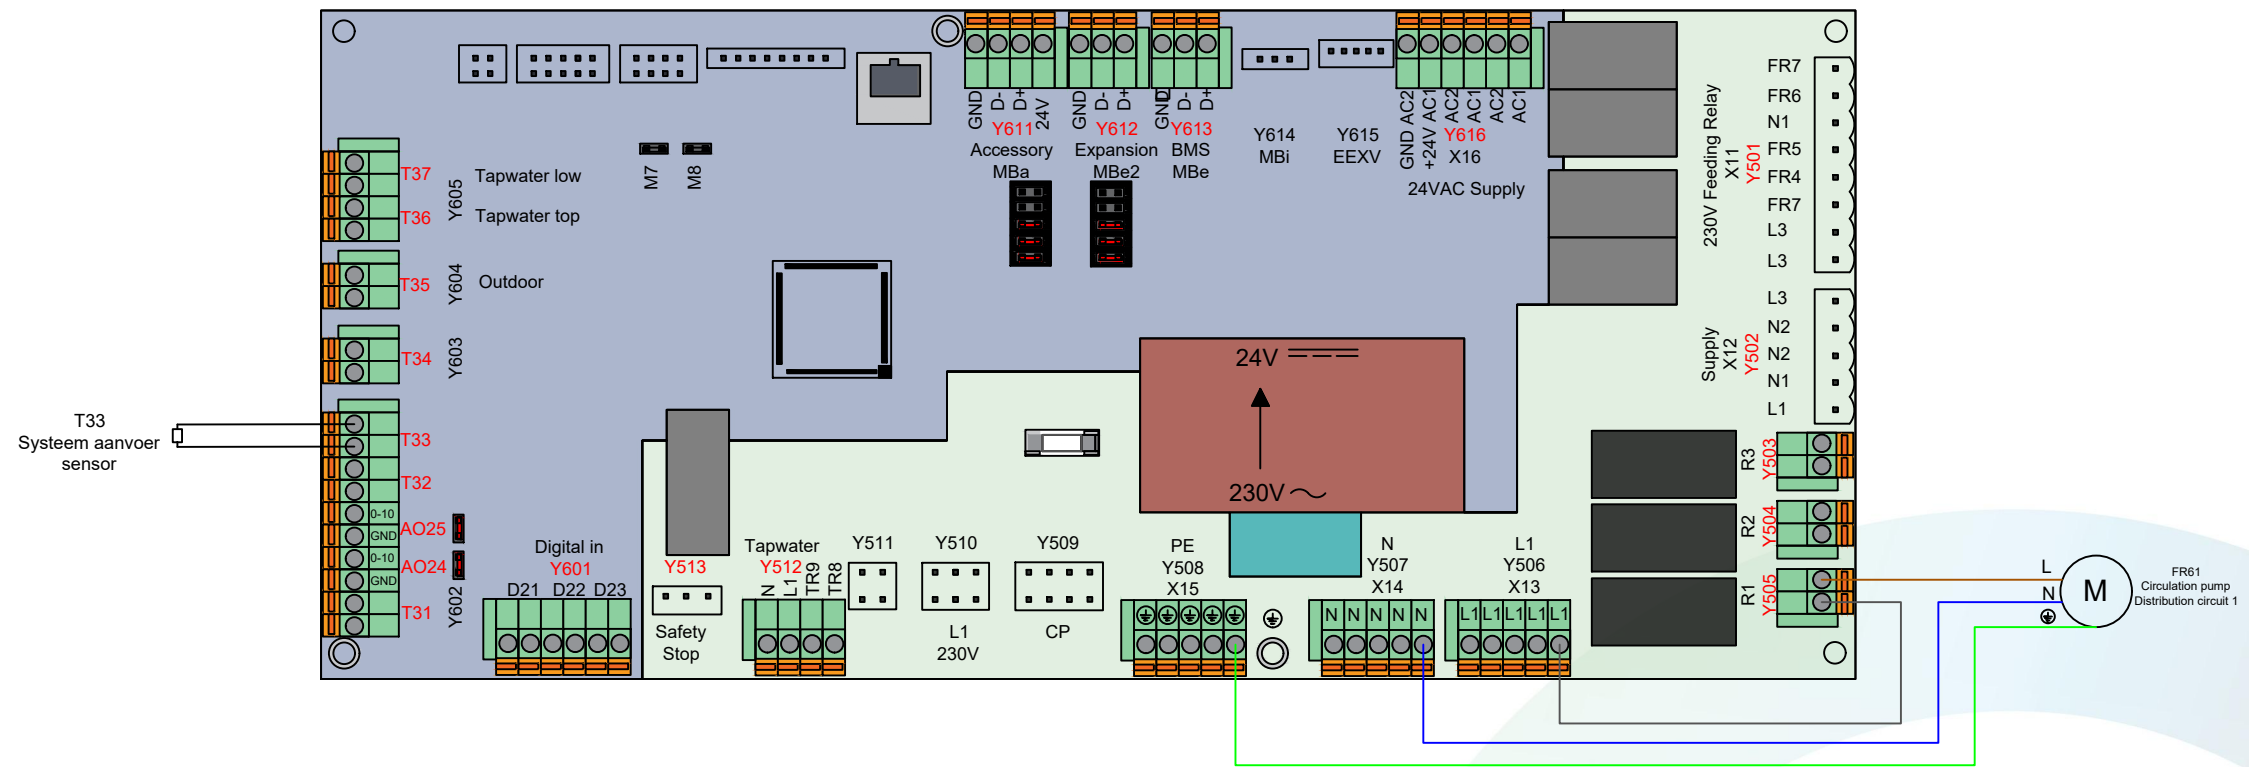 T33
Systeem aanvoer
sensor
T37
T36
Y605
Tapwater low
Tapwater top
T35
Y604
Outdoor
T34
Y603
T33
T32
0-10
AO25
GND
0-10
AO24
GND
T31
Y602
M7
M8
GND
D-
D+
24V
Y611
Accessory
MBa
GND
D-
D+
Y612
Expansion
MBe2
GND
D-
D+
Y613
BMS
MBe
Y614
MBi
Y615
EEXV
GND AC2
+24V AC1
AC2
AC1
AC2
AC1
Y616
X16
24VAC Supply
230V Feeding Relay
X11
Y501
FR7
FR6
N1
FR5
FR4
FR7
L3
L3
Supply
X12
Y502
L3
N2
N2
N1
L1
24V
230V
R3
Y503
R2
Y504
R1
Y505
Digital in
Y601
D21 D22 D23
Y513
Safety
Stop
Tapwater
Y512
N
L1
TR9
TR8
Y511
Y510
L1
230V
Y509
CP
PE
Y508
X15
N
Y507
X14
N N N N N
L1
Y506
X13
L1 L1 L1 L1 L1
L
N
M
FR61
Circulation pump
Distribution circuit 1